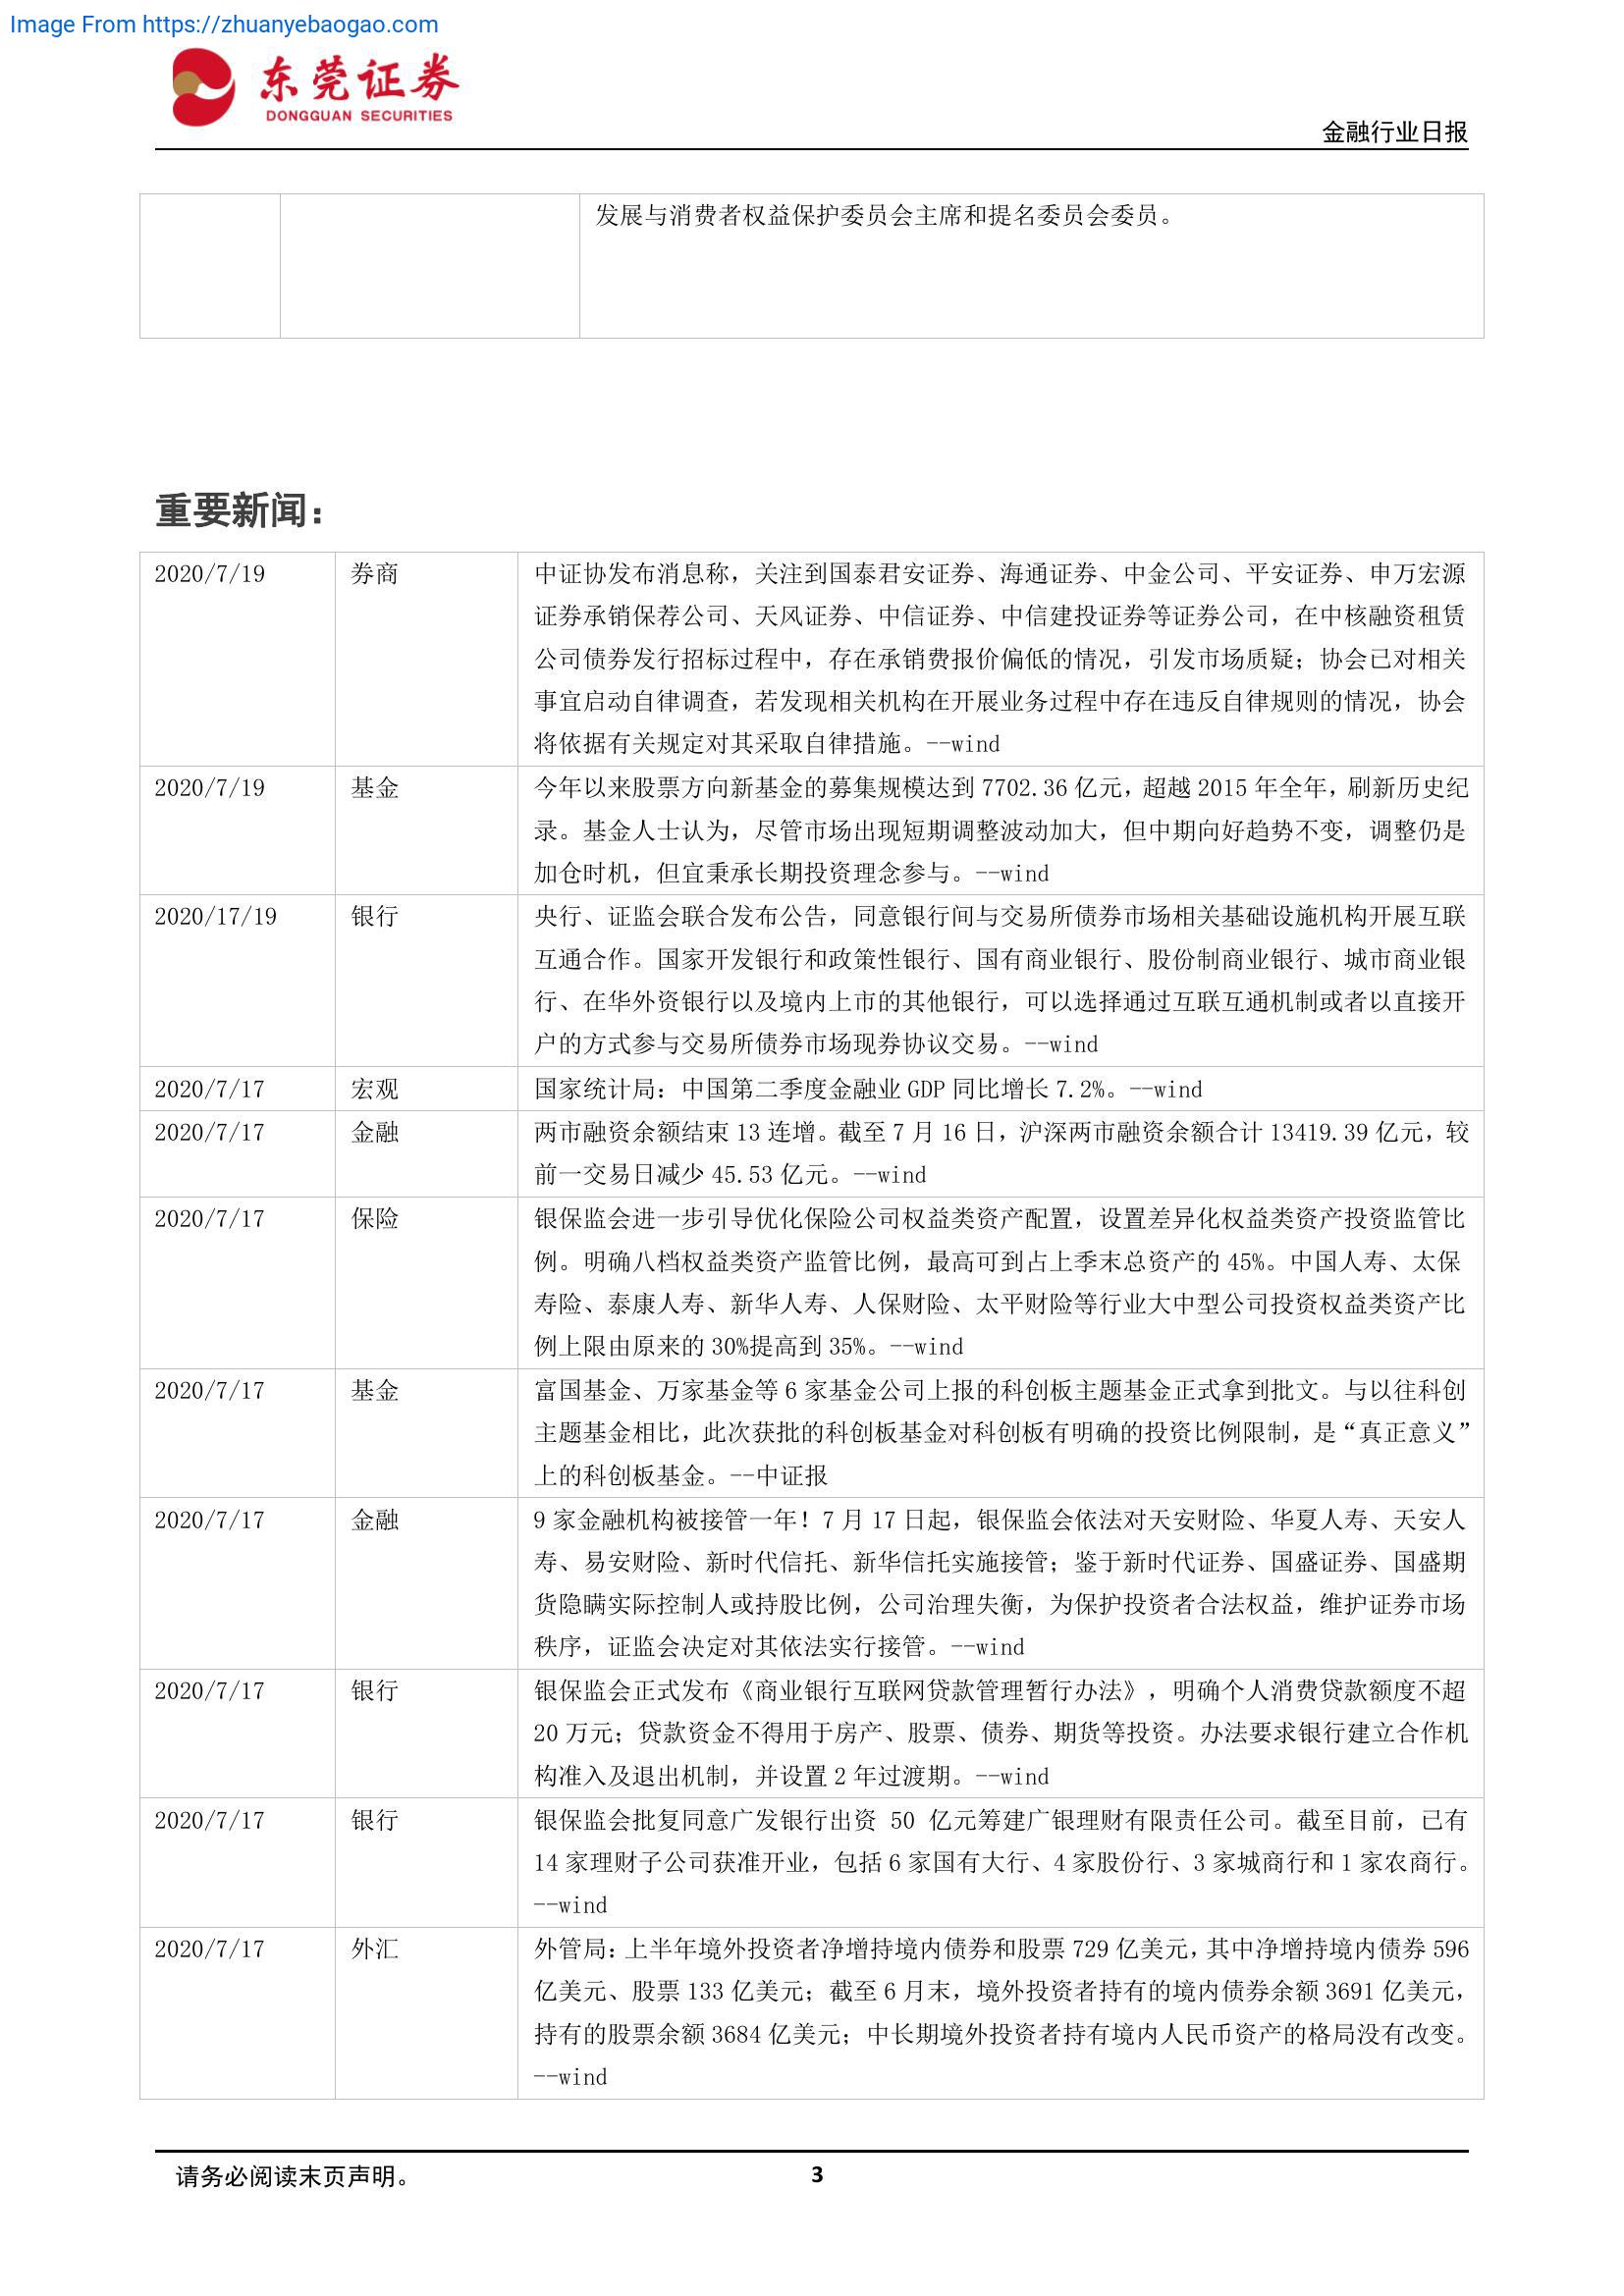 Image From https://zhuanyebaogao.com
东莞证券
DONGGUAN SECURITIES
金融行业日报
发展与消费者权益保护委员会主席和提名委员会委员。
重要新闻：
2020/7/19 券商 中证协发布消息称，关注到国泰君安证券、海通证券、中金公司、平安证券、申万宏源
证券承销保荐公司、天风证券、中信证券、中信建投证券等证券公司，在中核融资租赁
公司债券发行招标过程中，存在承销费报价偏低的情况，引发市场质疑；协会已对相关
事宜启动自律调查，若发现相关机构在开展业务过程中存在违反自律规则的情况，协会
将依据有关规定对其采取自律措施。--wind
2020/7/19 基金 今年以来股票方向新基金的募集规模达到 7702.36 亿元，超越 2015 年全年，刷新历史纪
录。基金人士认为，尽管市场出现短期调整波动加大，但中期向好趋势不变，调整仍是
加仓时机，但宜秉承长期投资理念参与。--wind
2020/17/19 银行 央行、证监会联合发布公告，同意银行间与交易所债券市场相关基础设施机构开展互联
互通合作。国家开发银行和政策性银行、国有商业银行、股份制商业银行、城市商业银
行、在华外资银行以及境内上市的其他银行，可以选择通过互联互通机制或者以直接开
户的方式参与交易所债券市场现券协议交易。--wind
2020/7/17 宏观 国家统计局：中国第二季度金融业 GDP 同比增长 7.2%。--wind
2020/7/17 金融 两市融资余额结束 13 连增。截至 7 月 16 日，沪深两市融资余额合计 13419.39 亿元，较
前一交易日减少 45.53 亿元。--wind
2020/7/17 保险 银保监会进一步引导优化保险公司权益类资产配置，设置差异化权益类资产投资监管比
例。明确八档权益类资产监管比例，最高可到占上季末总资产的 45%。中国人寿、太保
寿险、泰康人寿、新华人寿、人保财险、太平财险等行业大中型公司投资权益类资产比
例上限由原来的 30%提高到 35%。--wind
2020/7/17 基金 富国基金、万家基金等 6 家基金公司上报的科创板主题基金正式拿到批文。与以往科创
主题基金相比，此次获批的科创板基金对科创板有明确的投资比例限制，是“真正意义”
上的科创板基金。--中证报
2020/7/17 金融 9 家金融机构被接管一年！7 月 17 日起，银保监会依法对天安财险、华夏人寿、天安人
寿、易安财险、新时代信托、新华信托实施接管；鉴于新时代证券、国盛证券、国盛期
货隐瞒实际控制人或持股比例，公司治理失衡，为保护投资者合法权益，维护证券市场
秩序，证监会决定对其依法实行接管。--wind
2020/7/17 银行 银保监会正式发布《商业银行互联网贷款管理暂行办法》，明确个人消费贷款额度不超
20 万元；贷款资金不得用于房产、股票、债券、期货等投资。办法要求银行建立合作机
构准入及退出机制，并设置 2 年过渡期。--wind
2020/7/17 银行 银保监会批复同意广发银行出资 50 亿元筹建广银理财有限责任公司。截至目前，已有
14 家理财子公司获准开业，包括 6 家国有大行、4 家股份行、3 家城商行和 1 家农商行。
--wind
2020/7/17 外汇 外管局：上半年境外投资者净增持境内债券和股票 729 亿美元，其中净增持境内债券 596
亿美元、股票 133 亿美元；截至 6 月末，境外投资者持有的境内债券余额 3691 亿美元，
持有的股票余额 3684 亿美元；中长期境外投资者持有境内人民币资产的格局没有改变。
--wind
请务必阅读末页声明。
3